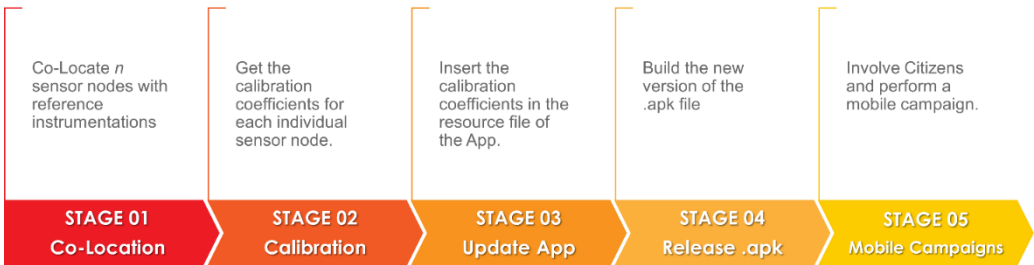 Co-Locate n
sensor nodes with
reference
instrumentations
STAGE 01
Co-Location
Get the
calibration
coefficients for
each individual
sensor node.
STAGE 02
Calibration
Insert the
calibration
coefficients in the
resource file of
the App.
STAGE 03
Update App
Build the new
version of the
.apk file
STAGE 04
Release .apk
Involve Citizens
and perform a
mobile campaign.
STAGE 05
Mobile Campaigns